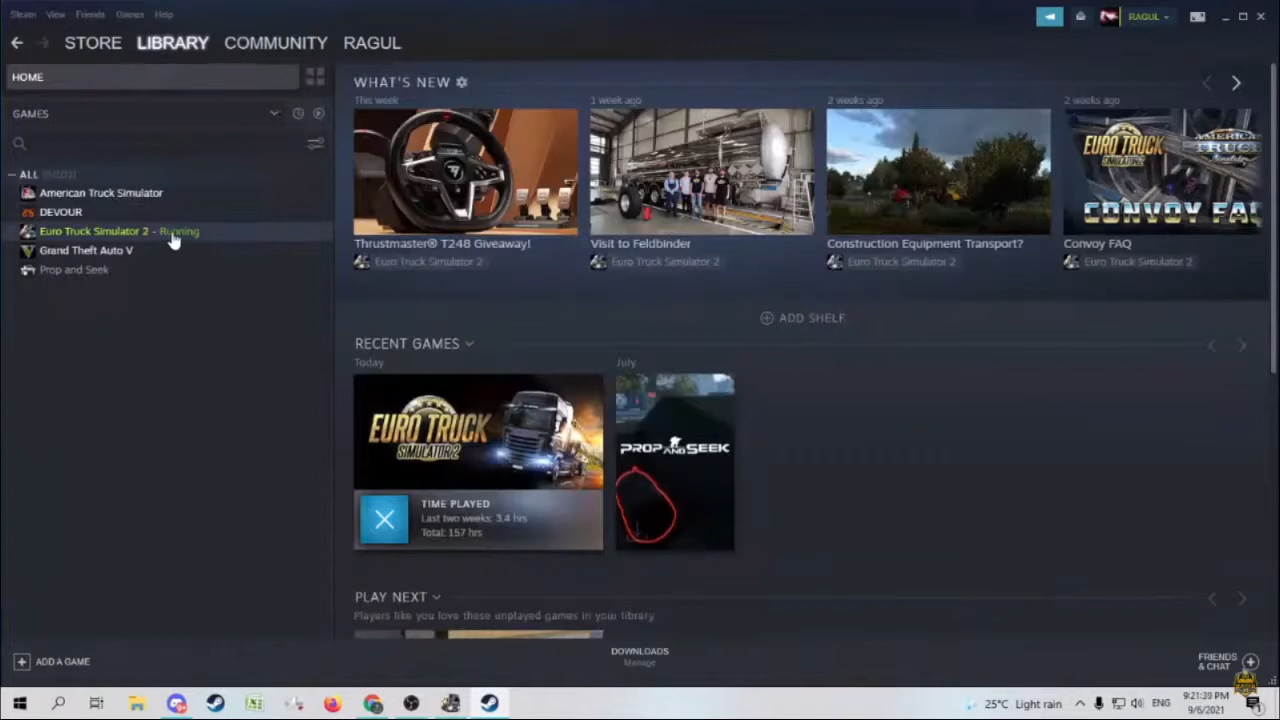 Steam View Friends Games Help
RAGUL
STORE LIBRARY COMMUNITY RAGUL
HOME
GAMES
ALL
American Truck Simulator
DEVOUR
Euro Truck Simulator 2 - Running
Grand Theft Auto V
Prop and Seek
WHAT'S NEW
This week
1 week ago
2 weeks ago
2 weeks ago
EURO TRUCK
SIMULATOR 2
CONVOY FA
Thrustmaster® T248 Giveaway!
Visit to Feldbinder
Construction Equipment Transport?
Convoy FAQ
Euro Truck Simulator 2
Euro Truck Simulator 2
Euro Truck Simulator 2
Euro Truck Simulator 2
ADD SHELF
RECENT GAMES
Today
July
EURO TRUCK
SIMULATOR 2
PROP AND SEEK
TIME PLAYED
Last two weeks: 3.4 hrs
Total: 157 hrs
PLAY NEXT
Players like you love these unplayed games in your library
ADD A GAME
DOWNLOADS
Manage
FRIENDS
& CHAT
25°C Light rain
ENG
9:21:39 PM
9/6/2021